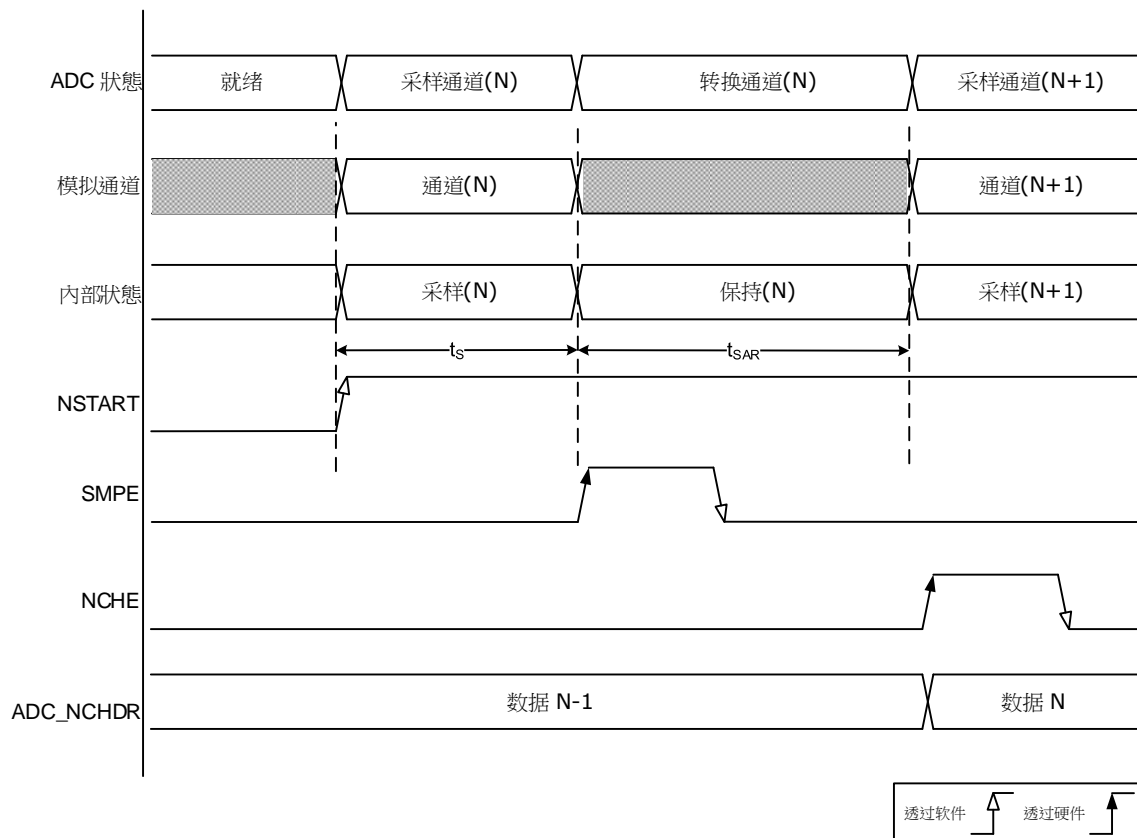 ADC 狀態 就绪 采样通道(N) 转换通道(N) 采样通道(N+1)
模拟通道 通道(N) 通道(N+1)
內部狀態 采样(N) 保持(N) 采样(N+1)
tS tSAR
NSTART
SMPE
NCHE
ADC_NCHDR 数据 N-1 数据 N
透过软件 透过硬件